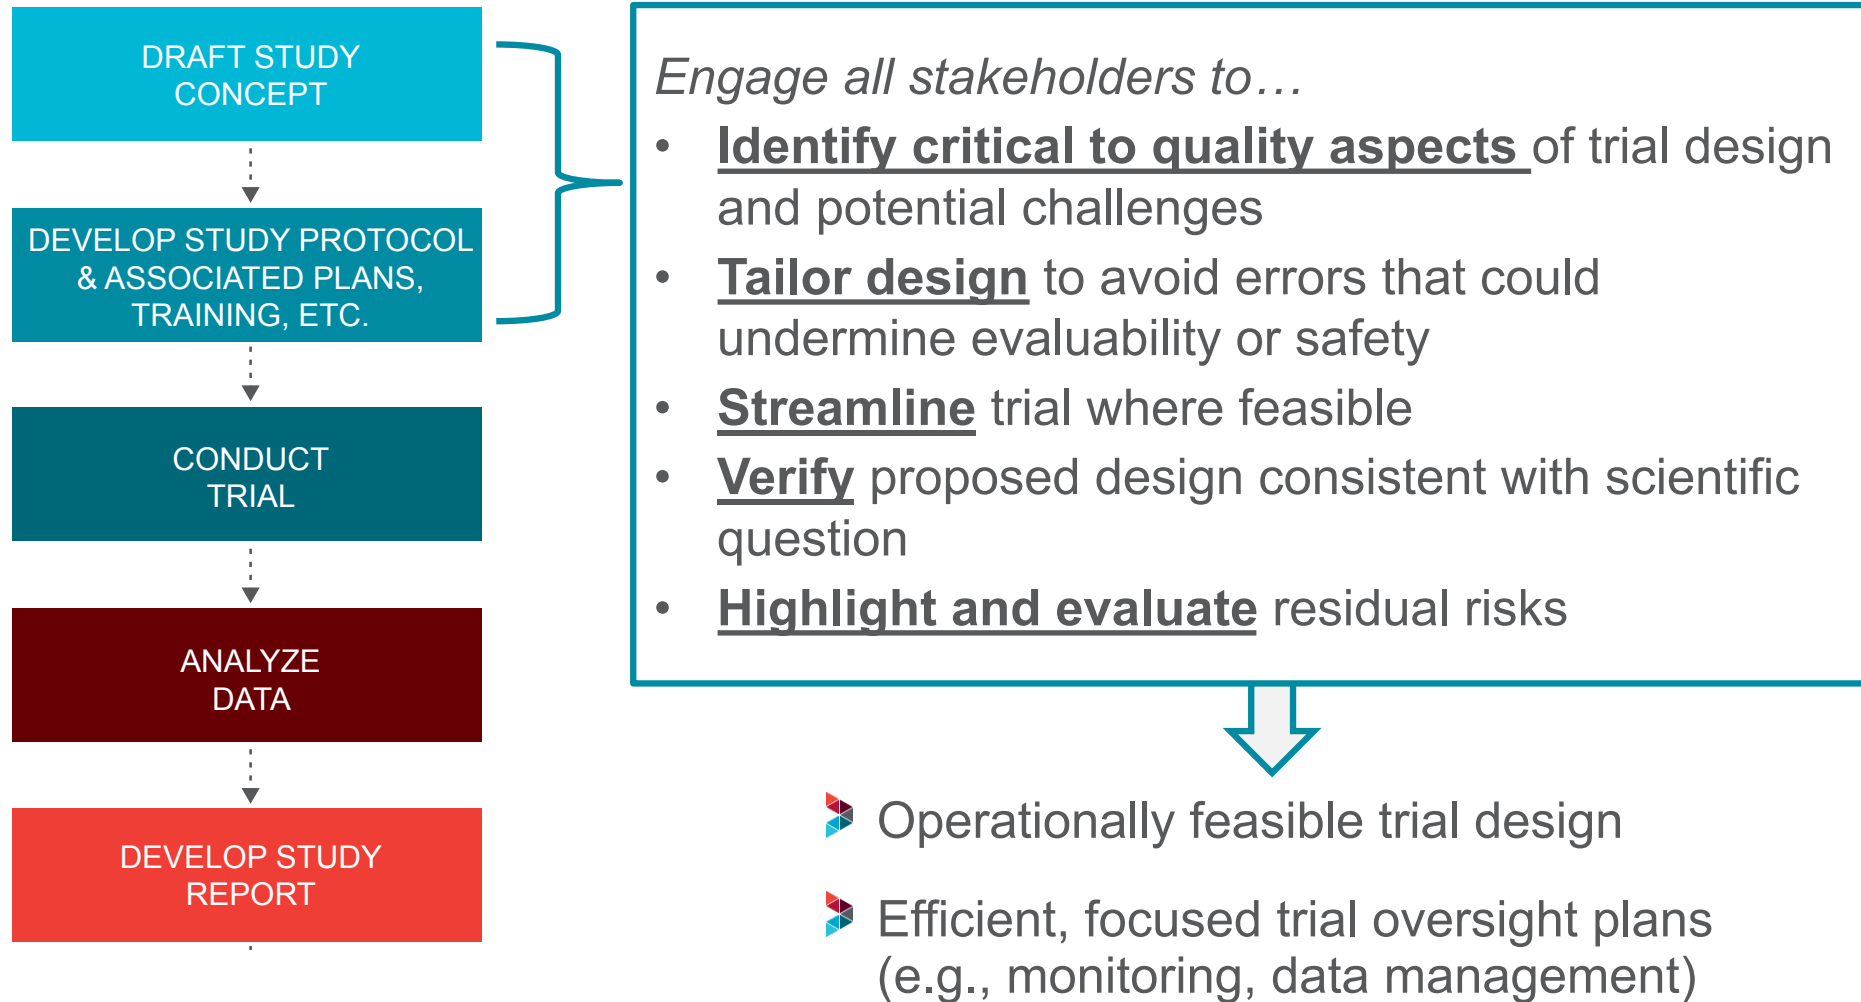 DRAFT STUDY
CONCEPT
DEVELOP STUDY PROTOCOL
& ASSOCIATED PLANS,
TRAINING, ETC.
CONDUCT
TRIAL
ANALYZE
DATA
DEVELOP STUDY
REPORT
Engage all stakeholders to…
• Identify critical to quality aspects of trial design
and potential challenges
• Tailor design to avoid errors that could
undermine evaluability or safety
• Streamline trial where feasible
• Verify proposed design consistent with scientific
question
• Highlight and evaluate residual risks
Operationally feasible trial design
Efficient, focused trial oversight plans
(e.g., monitoring, data management)